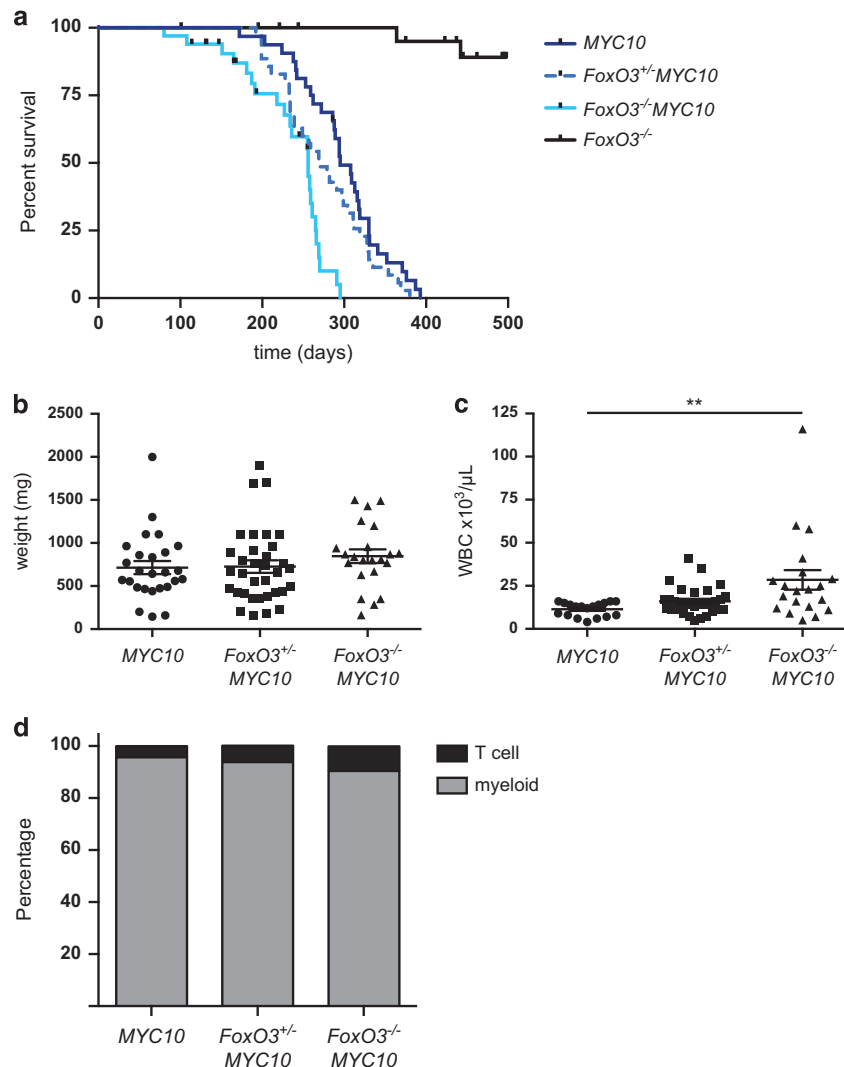 a
100
75
50
25
0
Percent survival
0 100 200 300 400 500
time (days)
MYC10
FoxO3+/-MYC10
FoxO3-/-MYC10
FoxO3-/-
b
2500
2000
1500
1000
500
0
weight (mg)
MYC10 FoxO3+/- FoxO3-/-
MYC10 MYC10
c
**
125
100
75
50
25
0
WBC x10³/µL
MYC10 FoxO3+/- FoxO3-/-
MYC10 MYC10
d
100
80
60
40
20
Percentage
MYC10 FoxO3+/- FoxO3-/-
MYC10 MYC10
T cell
myeloid